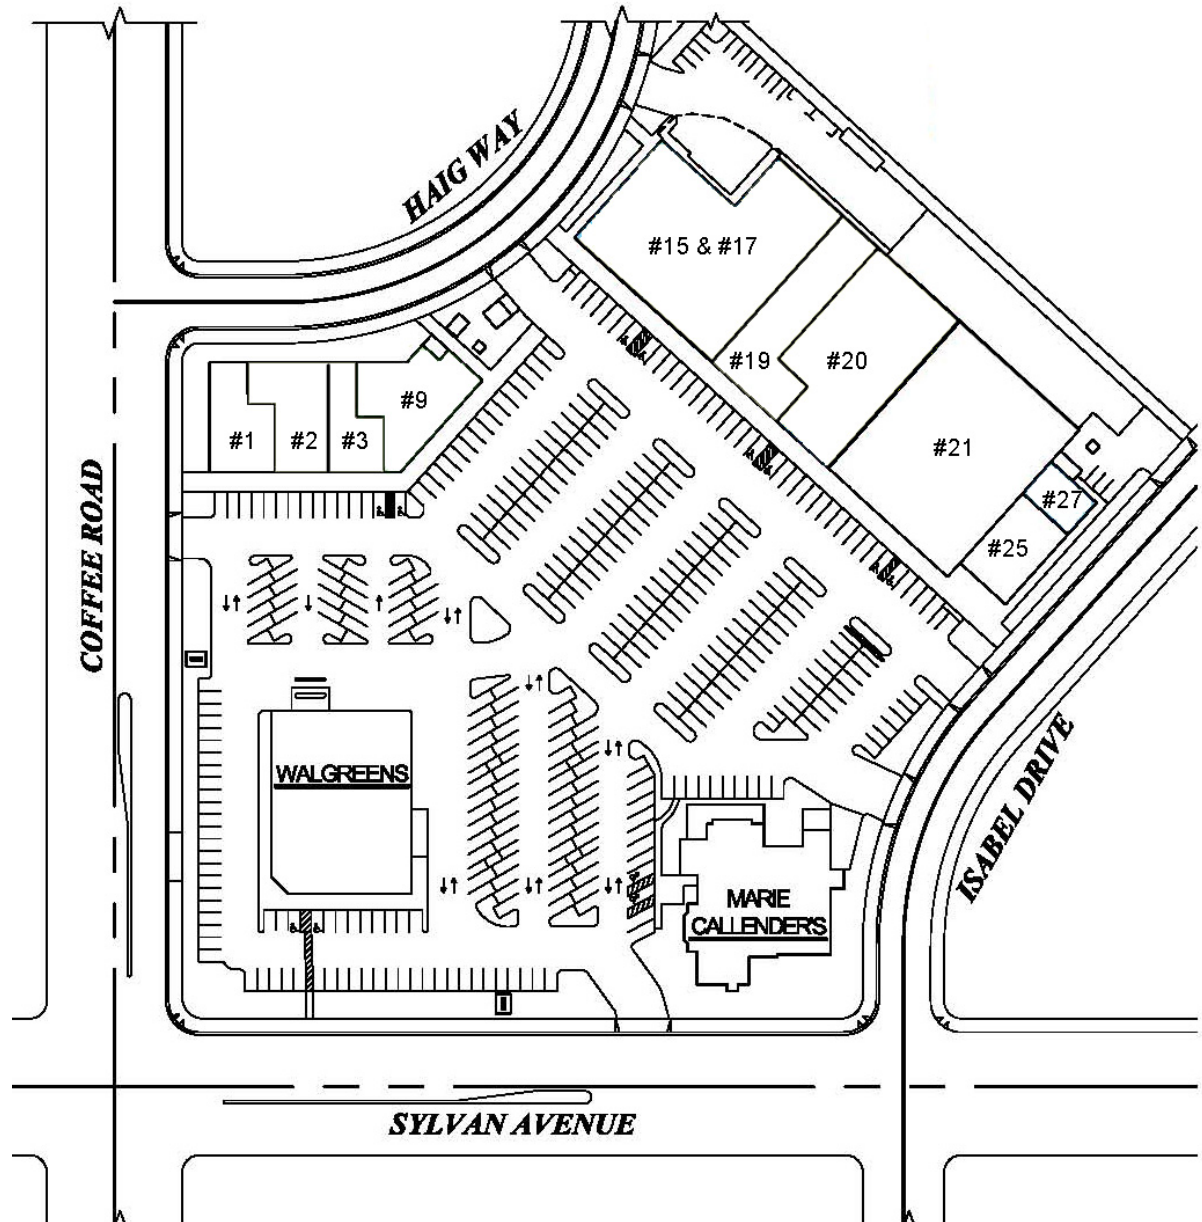 HAIG WAY
#15 & #17
#19
#20
#9
#1
#2
#3
#21
#27
#25
COFFEE ROAD
WALGREENS
ISABEL DRIVE
MARIE
CALLENDER'S
SYLVAN AVENUE